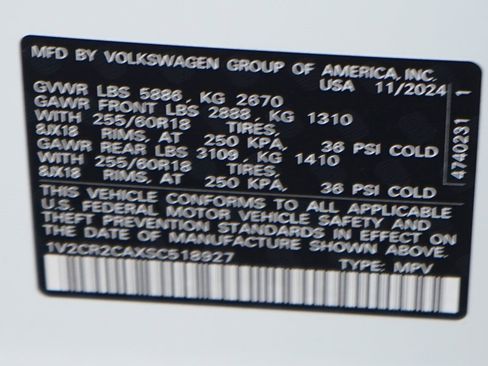 MFD BY VOLKSWAGEN GROUP OF AMERICA, INC.
USA 11/2024
GVWR LBS 5886, KG 2670
GAWR FRONT LBS 2888, KG 1310
WITH 255/60R18 TIRES,
8JX18 RIMS, AT 250 KPA, 36 PSI COLD
GAWR REAR LBS 3109, KG 1410
WITH 255/60R18 TIRES,
8JX18 RIMS, AT 250 KPA, 36 PSI COLD
THIS VEHICLE CONFORMS TO ALL APPLICABLE
U.S. FEDERAL MOTOR VEHICLE SAFETY AND
THEFT PREVENTION STANDARDS IN EFFECT ON
THE DATE OF MANUFACTURE SHOWN ABOVE.
1V2CR2CAXSC518927
TYPE: MPV
4740231 1